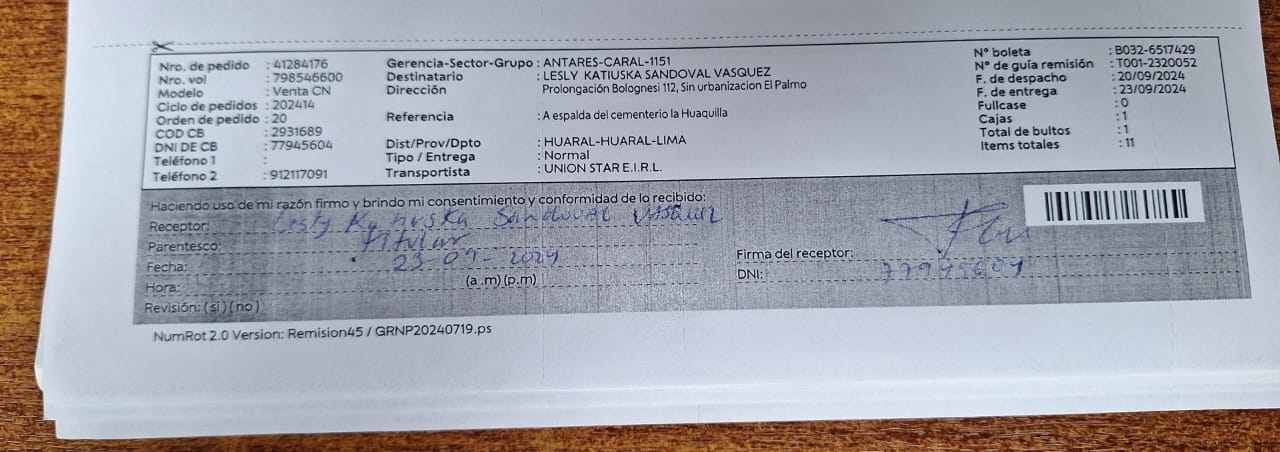 Nro. de pedido : 41284176
Nro. vol : 798546600
Modelo : Venta CN
Ciclo de pedidos : 202414
Orden de pedido : 20
COD CB : 2931689
DNI DE CB : 77945604
Teléfono 1 :
Teléfono 2 : 912117091
Gerencia-Sector-Grupo : ANTARES-CARAL-1151
Destinatario : LESLY KATIUSKA SANDOVAL VASQUEZ
Dirección Prolongación Bolognesi 112, Sin urbanizacion El Palmo
Referencia : A espalda del cementerio la Huaquilla
Dist/Prov/Dpto : HUARAL-HUARAL-LIMA
Tipo / Entrega : Normal
Transportista : UNION STAR E.I.R.L.
N° boleta : B032-6517429
N° de guía remisión : T001-2320052
F. de despacho : 20/09/2024
F. de entrega : 23/09/2024
Fullcase : 0
Cajas : 1
Total de bultos : 1
Items totales : 11
Haciendo uso de mi razón firmo y brindo mi consentimiento y conformidad de lo recibido:
Receptor: Lesly Katiuska Sandoval Vasquez
Parentesco: titular
Fecha: 23-09-2024
Hora: (a .m) (p.m)
Revisión: ( si ) ( no )
Firma del receptor:
DNI: 77945604
NumRot 2.0 Version: Remision45 / GRNP20240719.ps